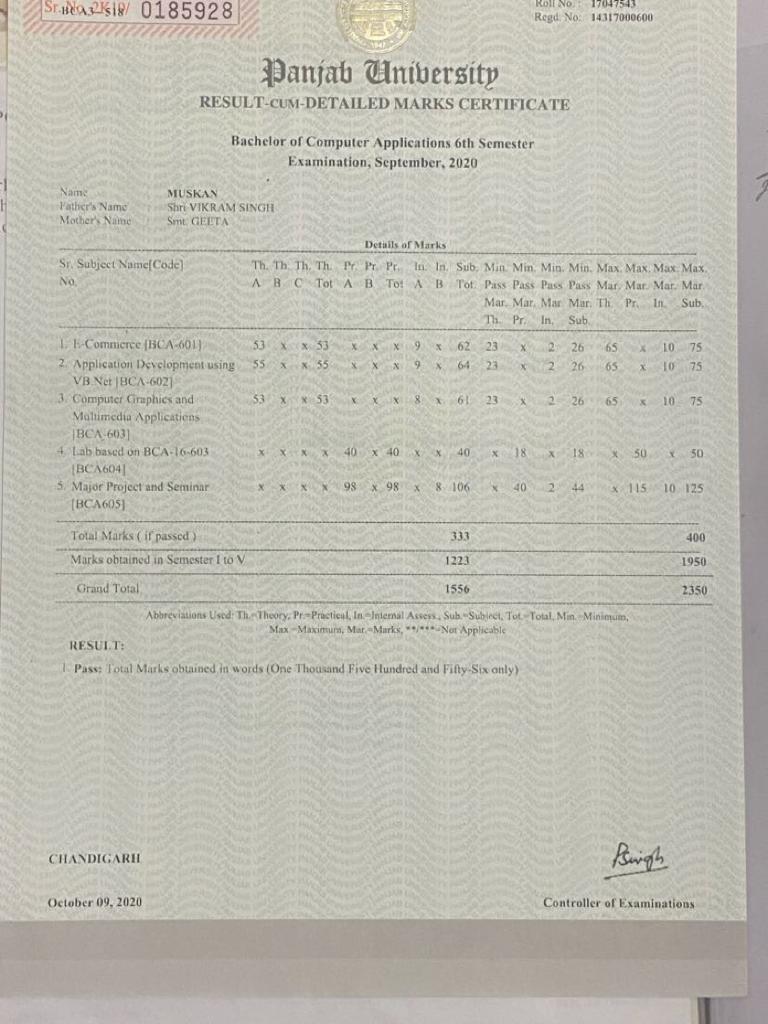 Sr. No. 2K19/ 0185928
BCA3-518
Roll No. : 17047543
Regd. No: 14317000600
Panjab University
RESULT-CUM-DETAILED MARKS CERTIFICATE
Bachelor of Computer Applications 6th Semester
Examination, September, 2020
Name : MUSKAN
Father's Name : Shri VIKRAM SINGH
Mother's Name : Smt. GEETA
Details of Marks
Sr. Subject Name[Code] Th. Th. Th. Th. Pr. Pr. Pr. In. In. Sub. Min. Min. Min. Min. Max. Max. Max. Max.
No. A B C Tot A B Tot A B Tot. Pass Pass Pass Pass Mar. Mar. Mar. Mar.
Mar. Mar. Mar. Mar. Th. Pr. In. Sub.
Th. Pr. In. Sub.
1. E-Commerce [BCA-601] 53 x x 53 x x x 9 x 62 23 x 2 26 65 x 10 75
2. Application Development using 55 x x 55 x x x 9 x 64 23 x 2 26 65 x 10 75
VB.Net [BCA-602]
3. Computer Graphics and 53 x x 53 x x x 8 x 61 23 x 2 26 65 x 10 75
Multimedia Applications
[BCA-603]
4. Lab based on BCA-16-603 x x x x 40 x 40 x x 40 x 18 x 18 x 50 x 50
[BCA604]
5. Major Project and Seminar x x x x 98 x 98 x 8 106 x 40 2 44 x 115 10 125
[BCA605]
Total Marks ( if passed ) 333 400
Marks obtained in Semester I to V 1223 1950
Grand Total 1556 2350
Abbreviations Used: Th.=Theory, Pr.=Practical, In.=Internal Assess., Sub.=Subject, Tot.=Total, Min.=Minimum,
Max.=Maximum, Mar.=Marks, **/***=Not Applicable
RESULT:
1. Pass: Total Marks obtained in words (One Thousand Five Hundred and Fifty-Six only)
CHANDIGARH
October 09, 2020
Controller of Examinations